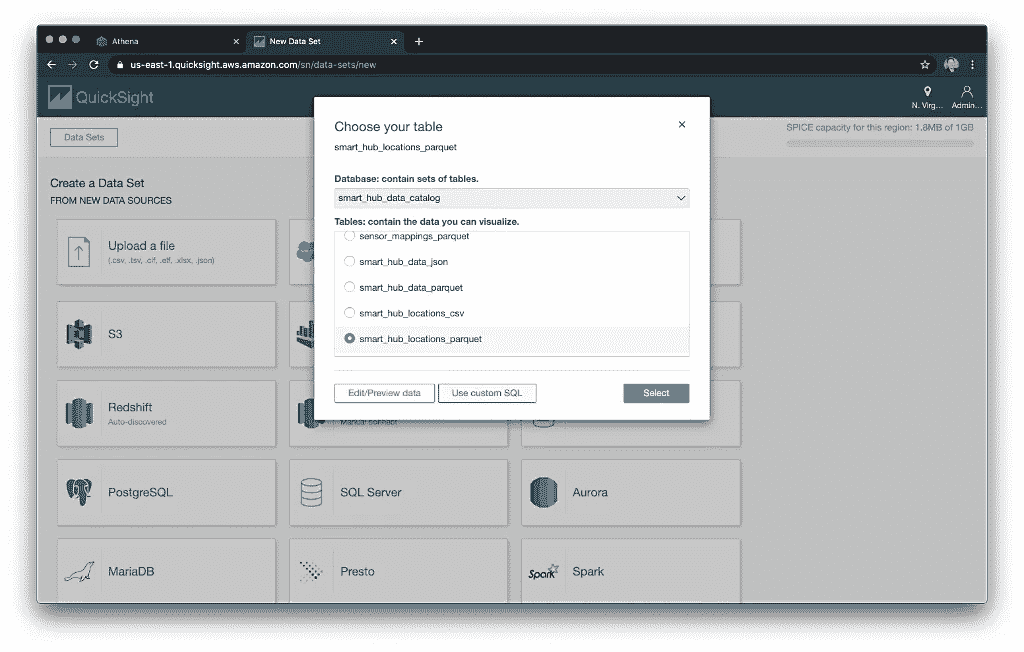 Athena
New Data Set
us-east-1.quicksight.aws.amazon.com/sn/data-sets/new
QuickSight
N. Virg...
Admin...
Data Sets
SPICE capacity for this region: 1.8MB of 1GB
Create a Data Set
FROM NEW DATA SOURCES
Upload a file
(.csv, .tsv, .clf, .elf, .xlsx, .json)
S3
Redshift
Auto-discovered
Manual connect
PostgreSQL
SQL Server
Aurora
MariaDB
Presto
Spark
Spark
Choose your table
smart_hub_locations_parquet
Database: contain sets of tables.
smart_hub_data_catalog
Tables: contain the data you can visualize.
sensor_mappings_parquet
smart_hub_data_json
smart_hub_data_parquet
smart_hub_locations_csv
smart_hub_locations_parquet
Edit/Preview data
Use custom SQL
Select